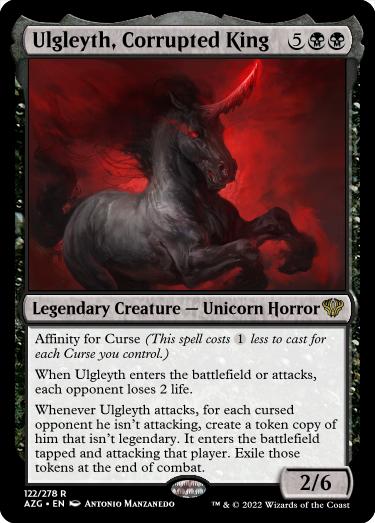 Ulgleyth, Corrupted King 5
Legendary Creature — Unicorn Horror
Affinity for Curse (This spell costs 1 less to cast for
each Curse you control.)
When Ulgleyth enters the battlefield or attacks,
each opponent loses 2 life.
Whenever Ulgleyth attacks, for each cursed
opponent he isn't attacking, create a token copy of
him that isn't legendary. It enters the battlefield
tapped and attacking that player. Exile those
tokens at the end of combat.
2/6
122/278 R
AZG • EN Antonio Manzanedo
™ & © 2022 Wizards of the Coast